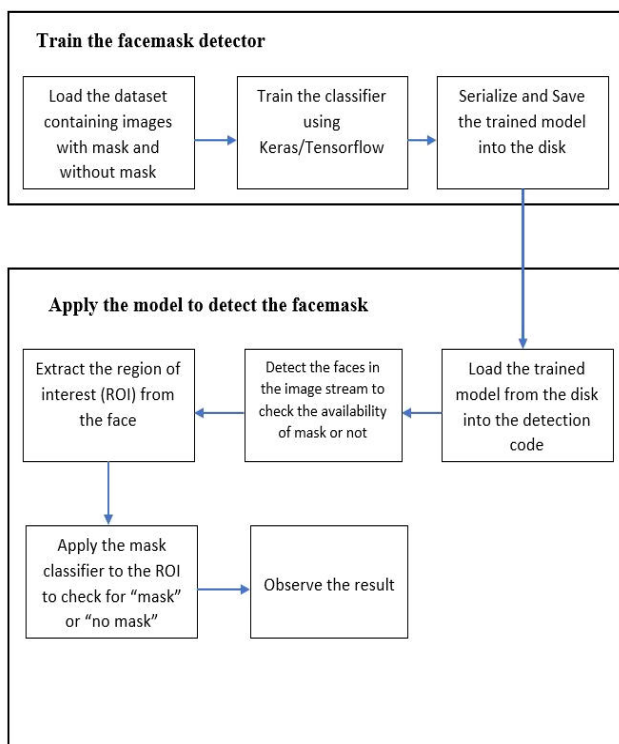 Train the facemask detector
Load the dataset
containing images
with mask and
without mask
Train the classifier
using
Keras/Tensorflow
Serialize and Save
the trained model
into the disk
Apply the model to detect the facemask
Load the trained
model from the disk
into the detection
code
Detect the faces in
the image stream to
check the availability
of mask or not
Extract the region of
interest (ROI) from
the face
Apply the mask
classifier to the ROI
to check for “mask”
or “no mask”
Observe the result